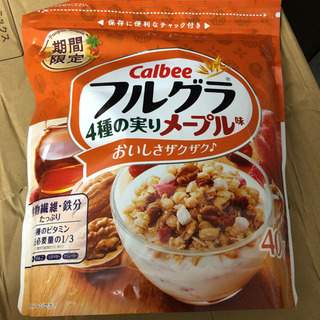 ◀保存に便利なチャック付き▶
期間
限定
Calbee
フルグラ®
4種の実りメープル味
おいしさザクザク♪
物繊維・鉄分
たっぷり
種のビタミン
必要量の1/3
40